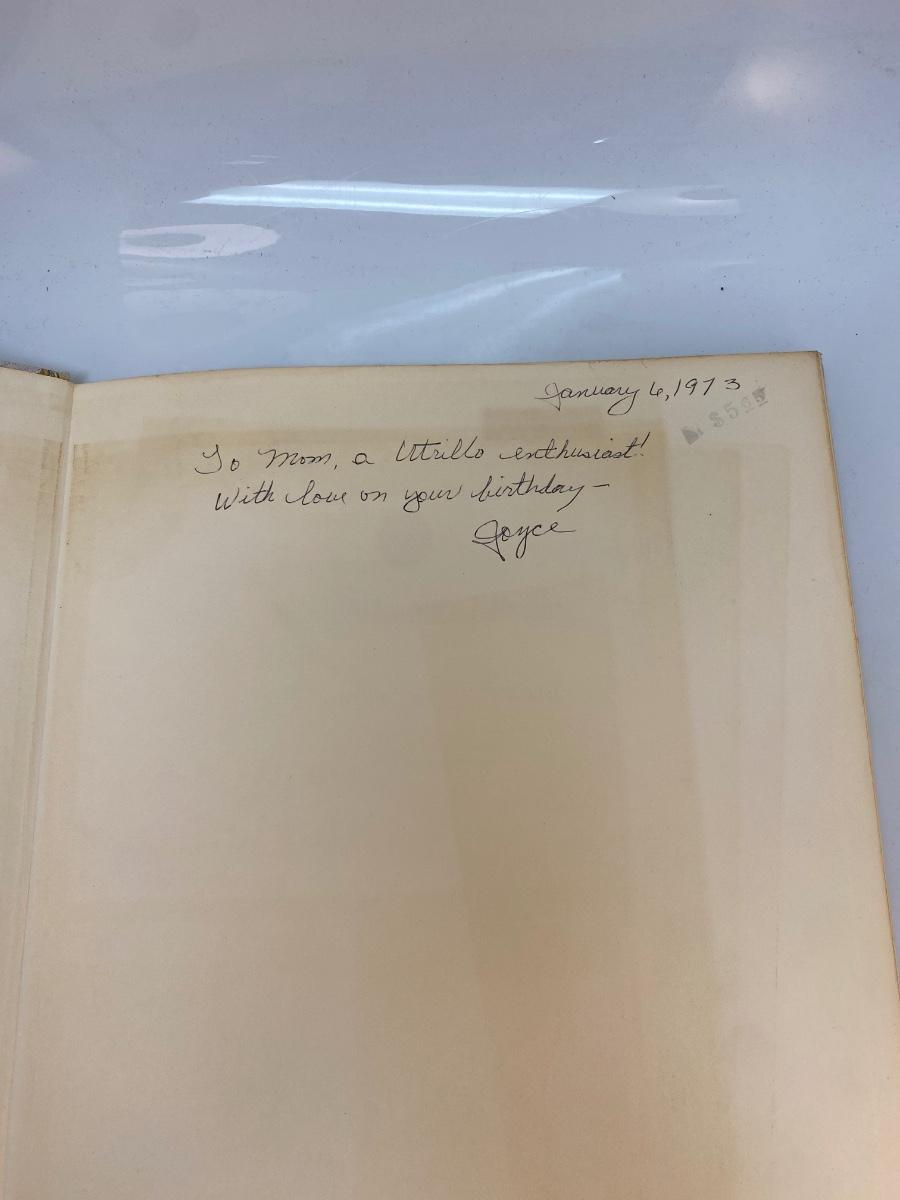 January 6, 1973
$5.95
To Mom, a Utrillo enthusiast!
With love on your birthday —
Joyce